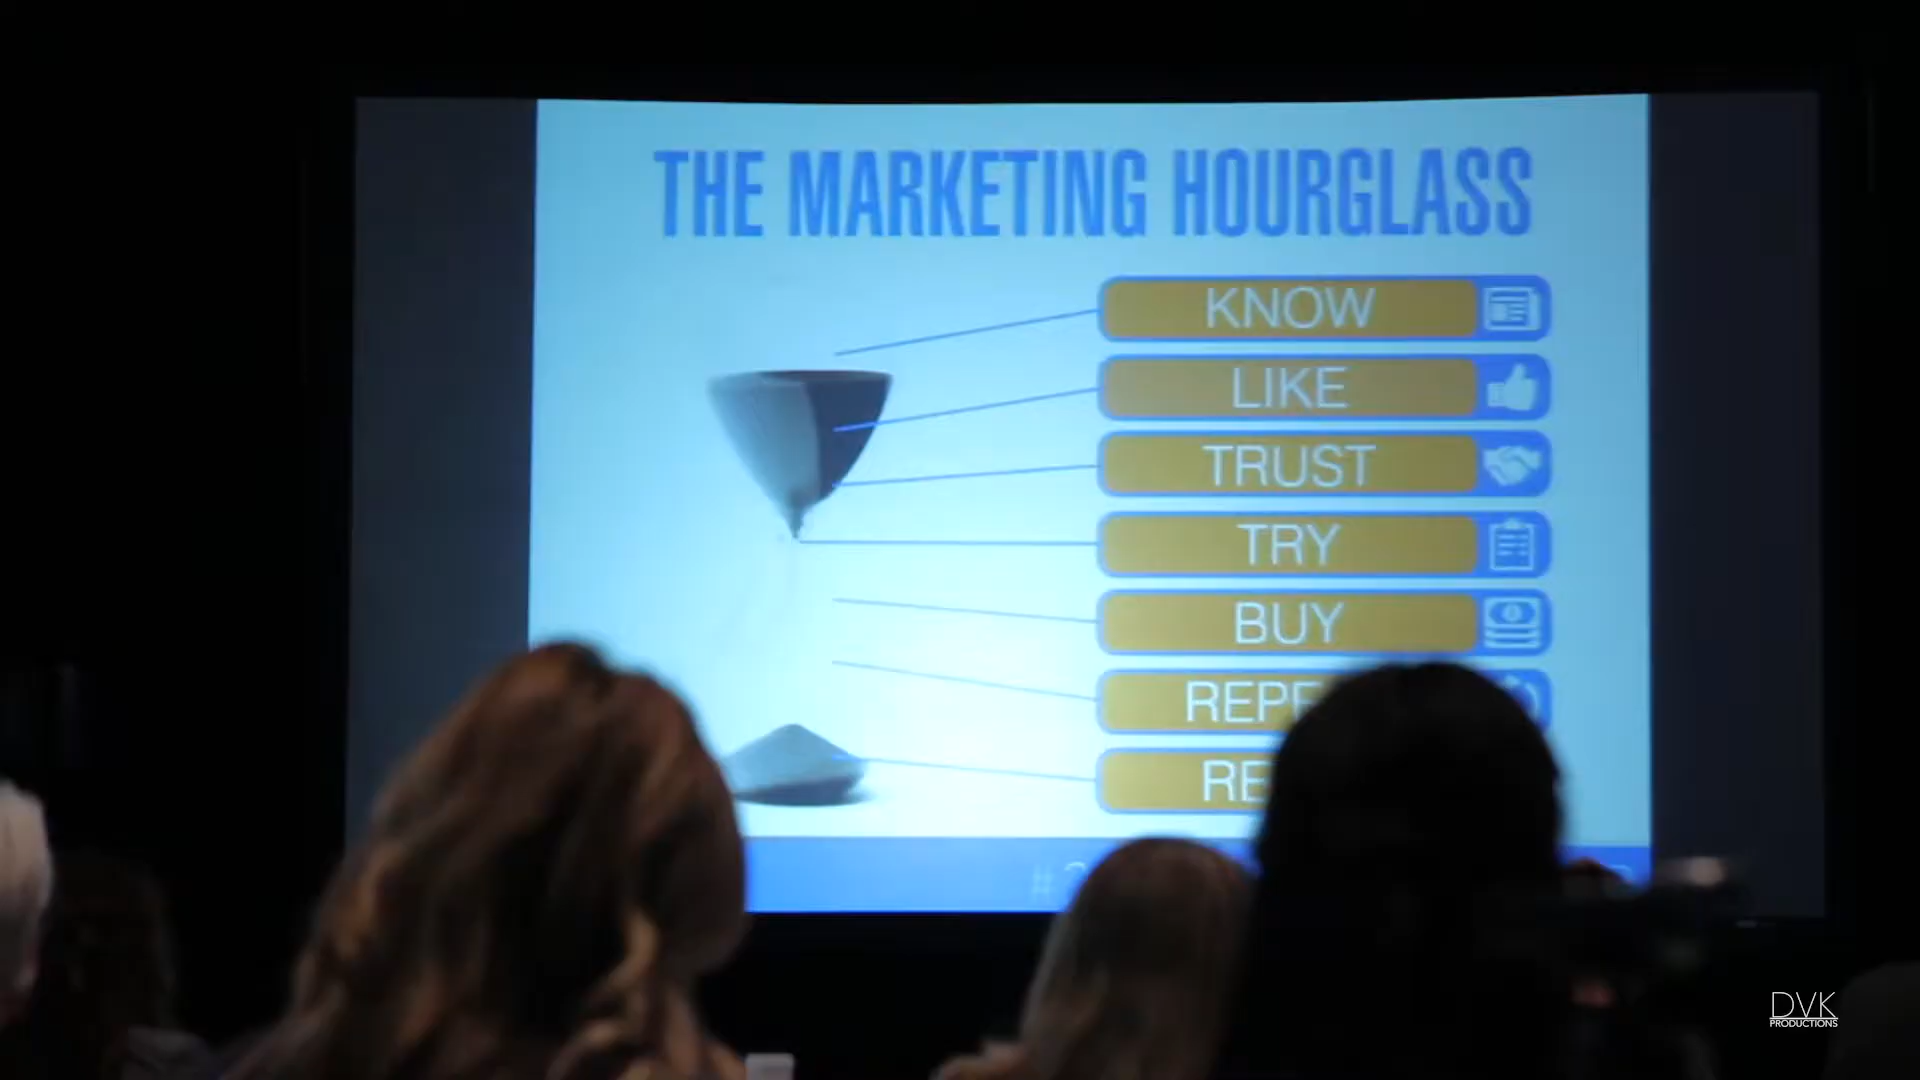 THE MARKETING HOURGLASS
KNOW
LIKE
TRUST
TRY
BUY
DVK
PRODUCTIONS